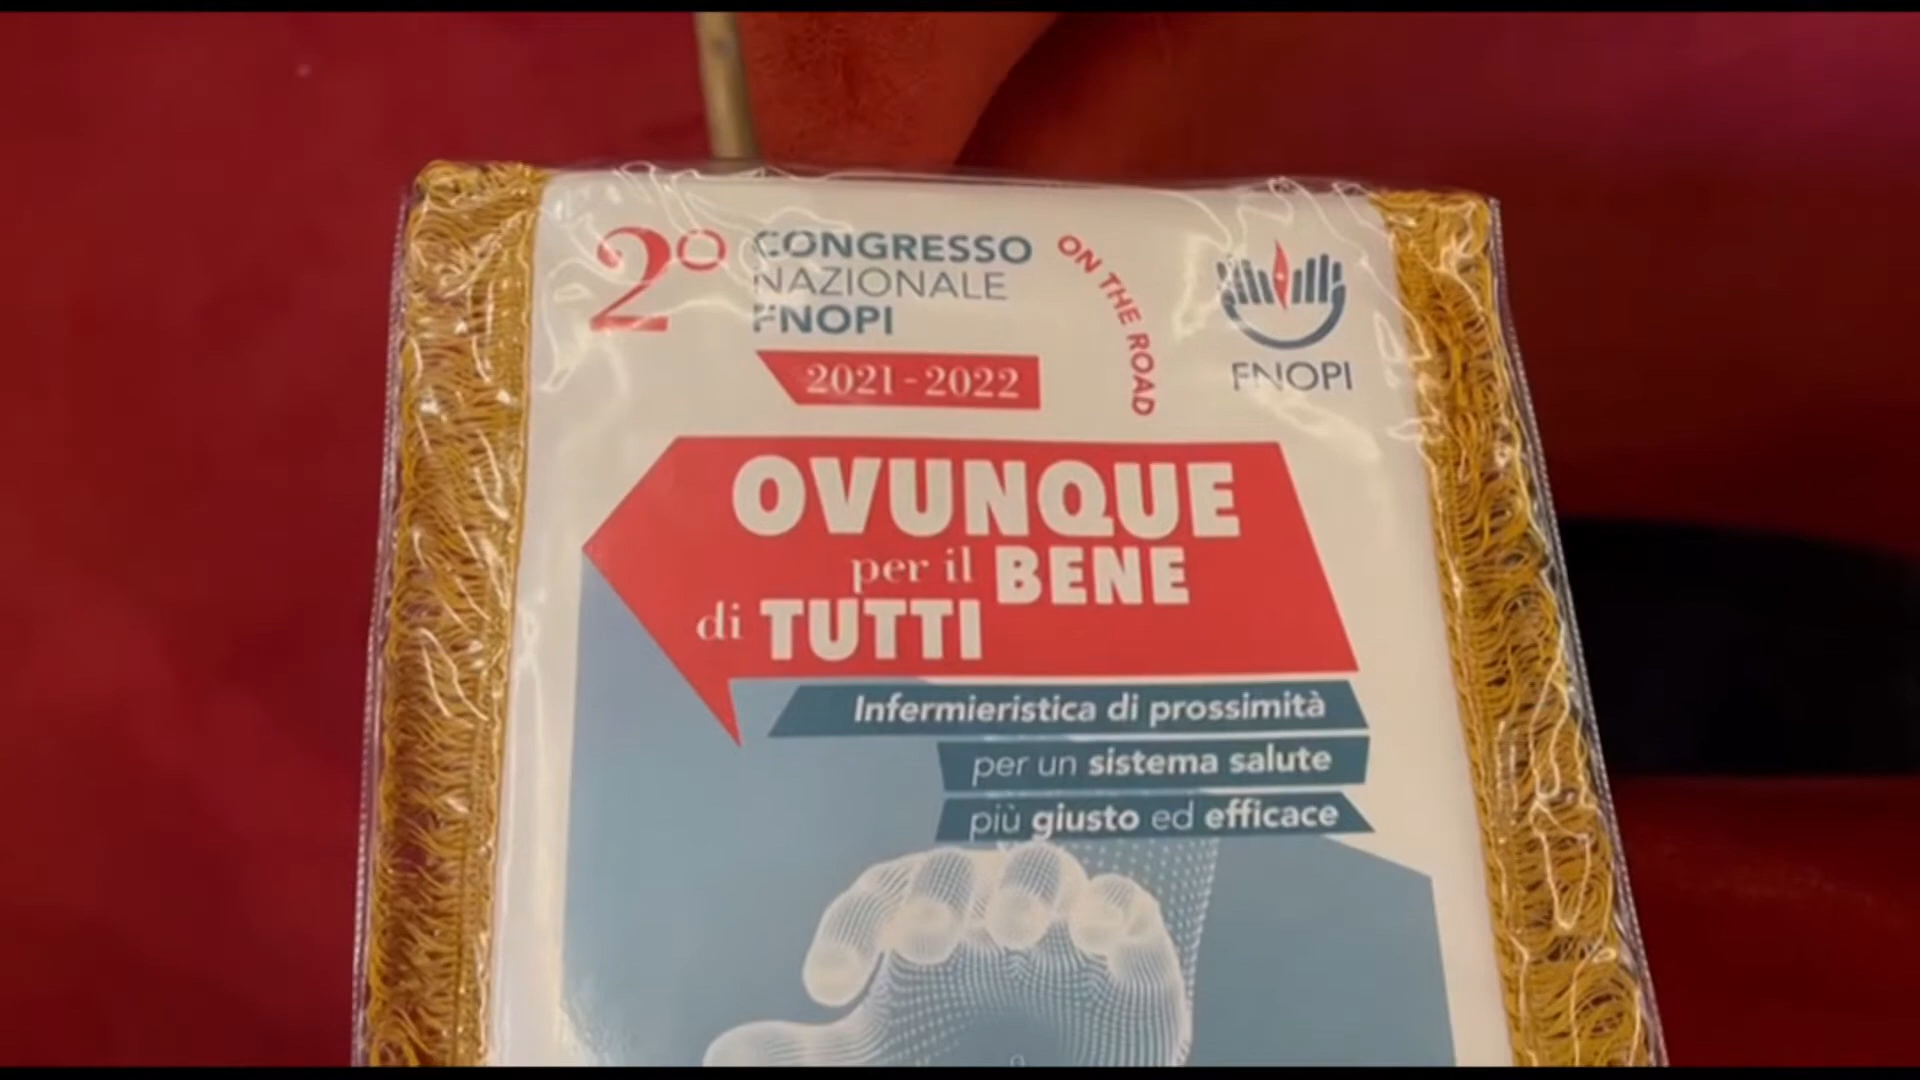 2° CONGRESSO
NAZIONALE
FNOPI
2021-2022
ON THE ROAD
FNOPI
OVUNQUE
per il BENE
di TUTTI
Infermieristica di prossimità
per un sistema salute
più giusto ed efficace